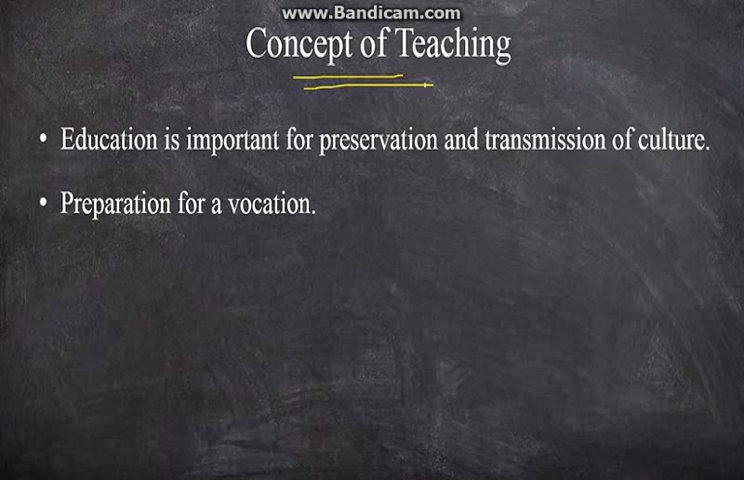 www.Bandicam.com
Concept of Teaching
• Education is important for preservation and transmission of culture.
• Preparation for a vocation.